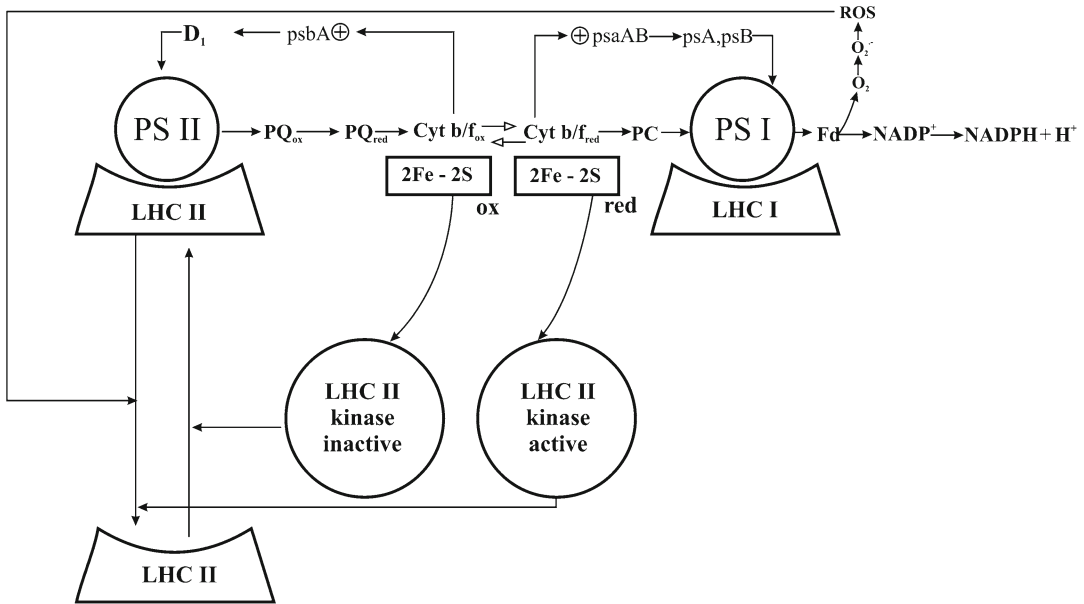 ROS
O₂·-
O₂
D₁ psbA⊕ ⊕psaAB psA,psB
PS II PQox PQred Cyt b/fox Cyt b/fred PC PS I Fd NADP⁺ NADPH + H⁺
2Fe - 2S
ox
2Fe - 2S
red
LHC II
LHC I
LHC II
kinase
inactive
LHC II
kinase
active
LHC II